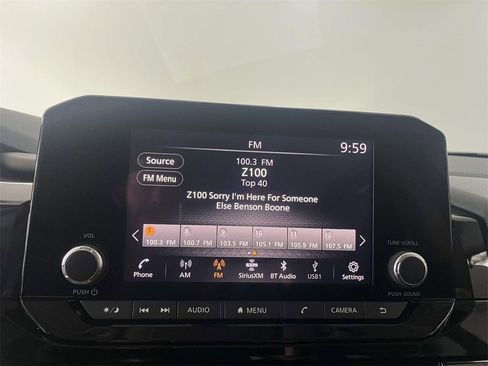 FM
9:59
Source
100.3 FM
Z100
FM Menu
Top 40
Z100 Sorry I'm Here For Someone
Else Benson Boone
VOL
TUNE-SCROLL
7 8 10 11 12
100.3 FM 100.7 FM 103.5 FM 105.1 FM 105.9 FM 107.5 FM
Phone AM FM SiriusXM BT Audio USB1 Settings
PUSH
PUSH SOUND
AUDIO MENU CAMERA